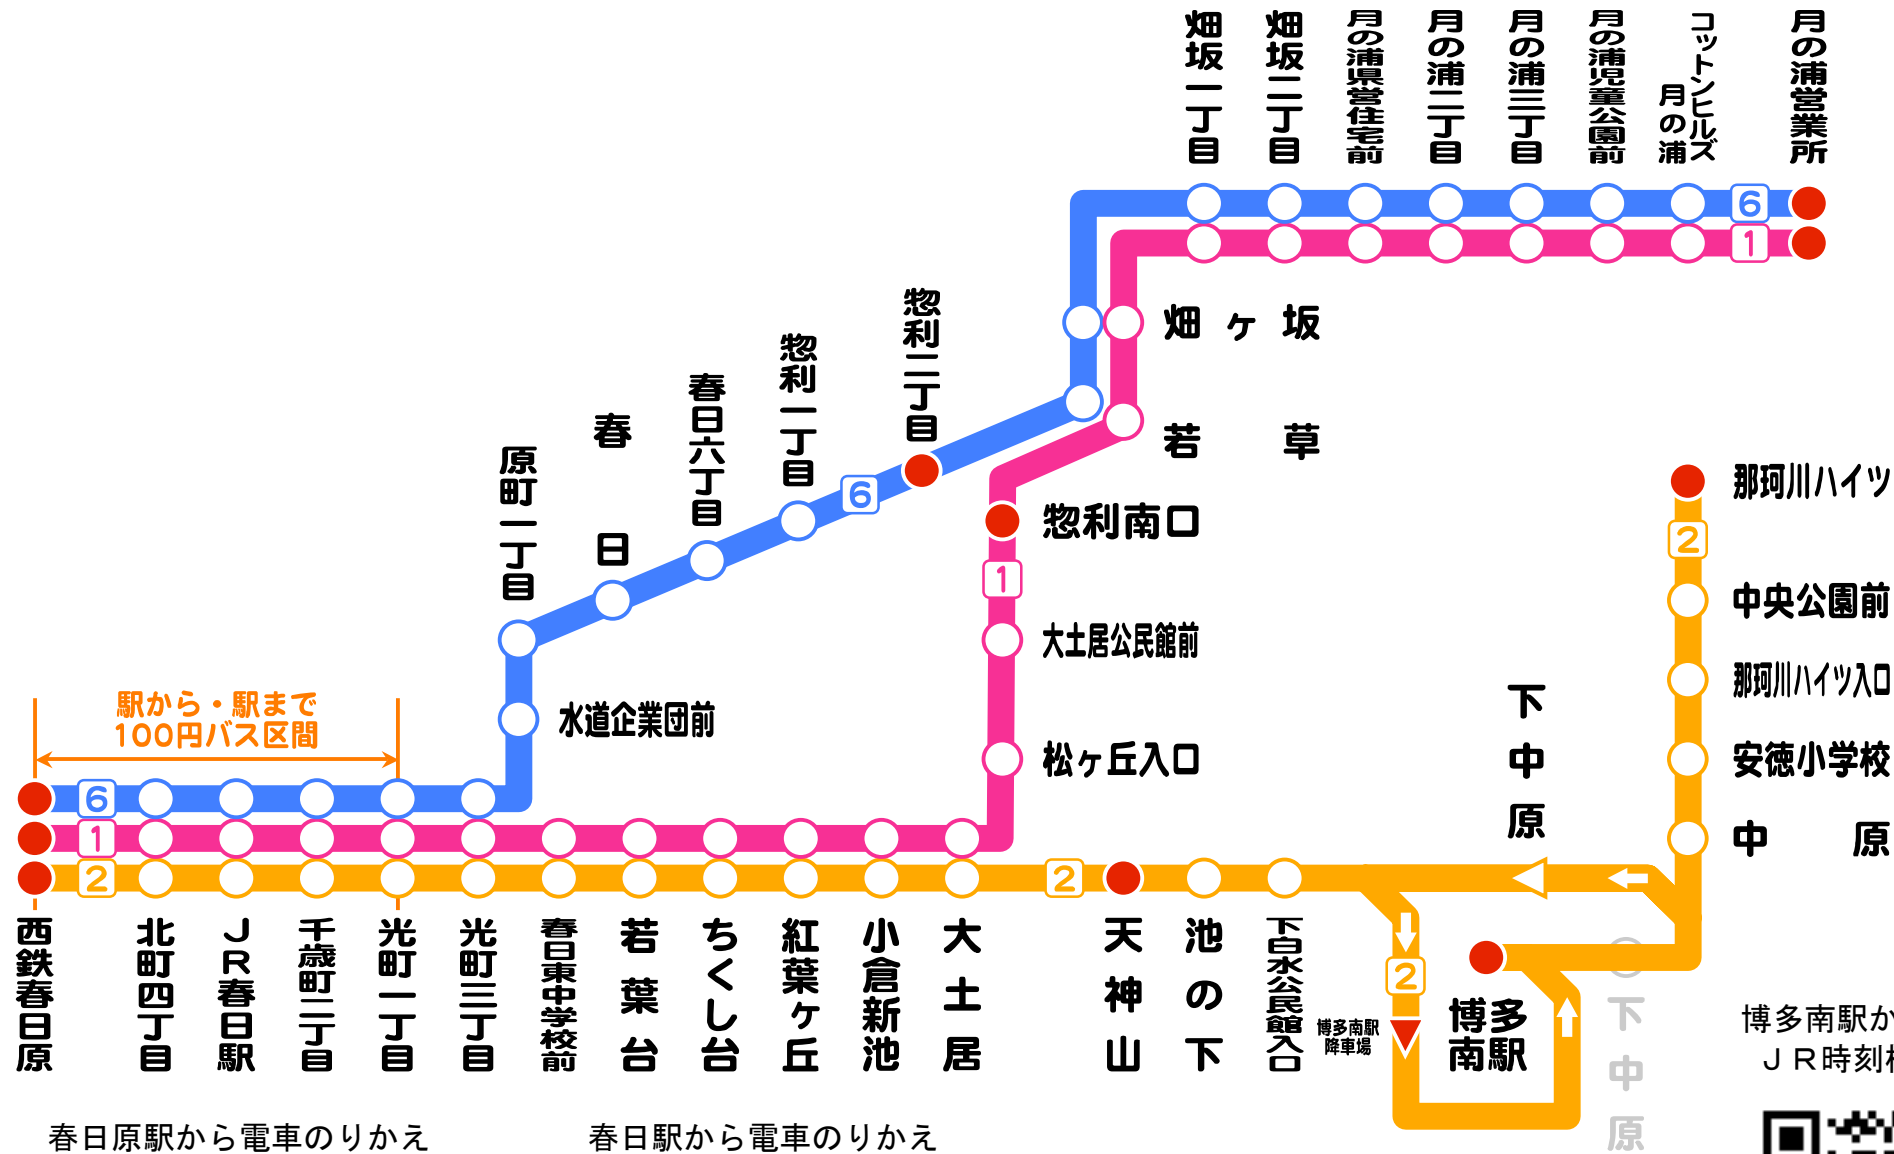 畑坂一丁目
畑坂二丁目
月の浦県営住宅前
月の浦二丁目
月の浦三丁目
月の浦児童公園前
コットンヒルズ
月の浦
月の浦営業所
6
1
畑ヶ坂
若草
惣利二丁目
惣利一丁目
春日六丁目
春日
原町一丁目
6
惣利南口
1
大土居公民館前
松ヶ丘入口
水道企業団前
那珂川ハイツ
2
中央公園前
那珂川ハイツ入口
安徳小学校
中原
下中原
駅から・駅まで
100円バス区間
6
1
2
2
西鉄春日原
北町四丁目
JR春日駅
千歳町二丁目
光町一丁目
光町三丁目
春日東中学校前
若葉台
ちくし台
紅葉ヶ丘
小倉新池
大土居
天神山
池の下
下白水公民館入口
2
博多南駅
降車場
博多
南駅
下中原
博多南駅か
ＪＲ時刻
春日原駅から電車のりかえ
春日駅から電車のりかえ